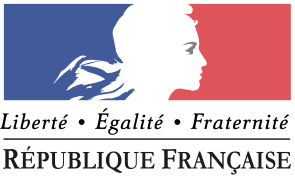 Liberté • Égalité • Fraternité
RÉPUBLIQUE FRANÇAISE